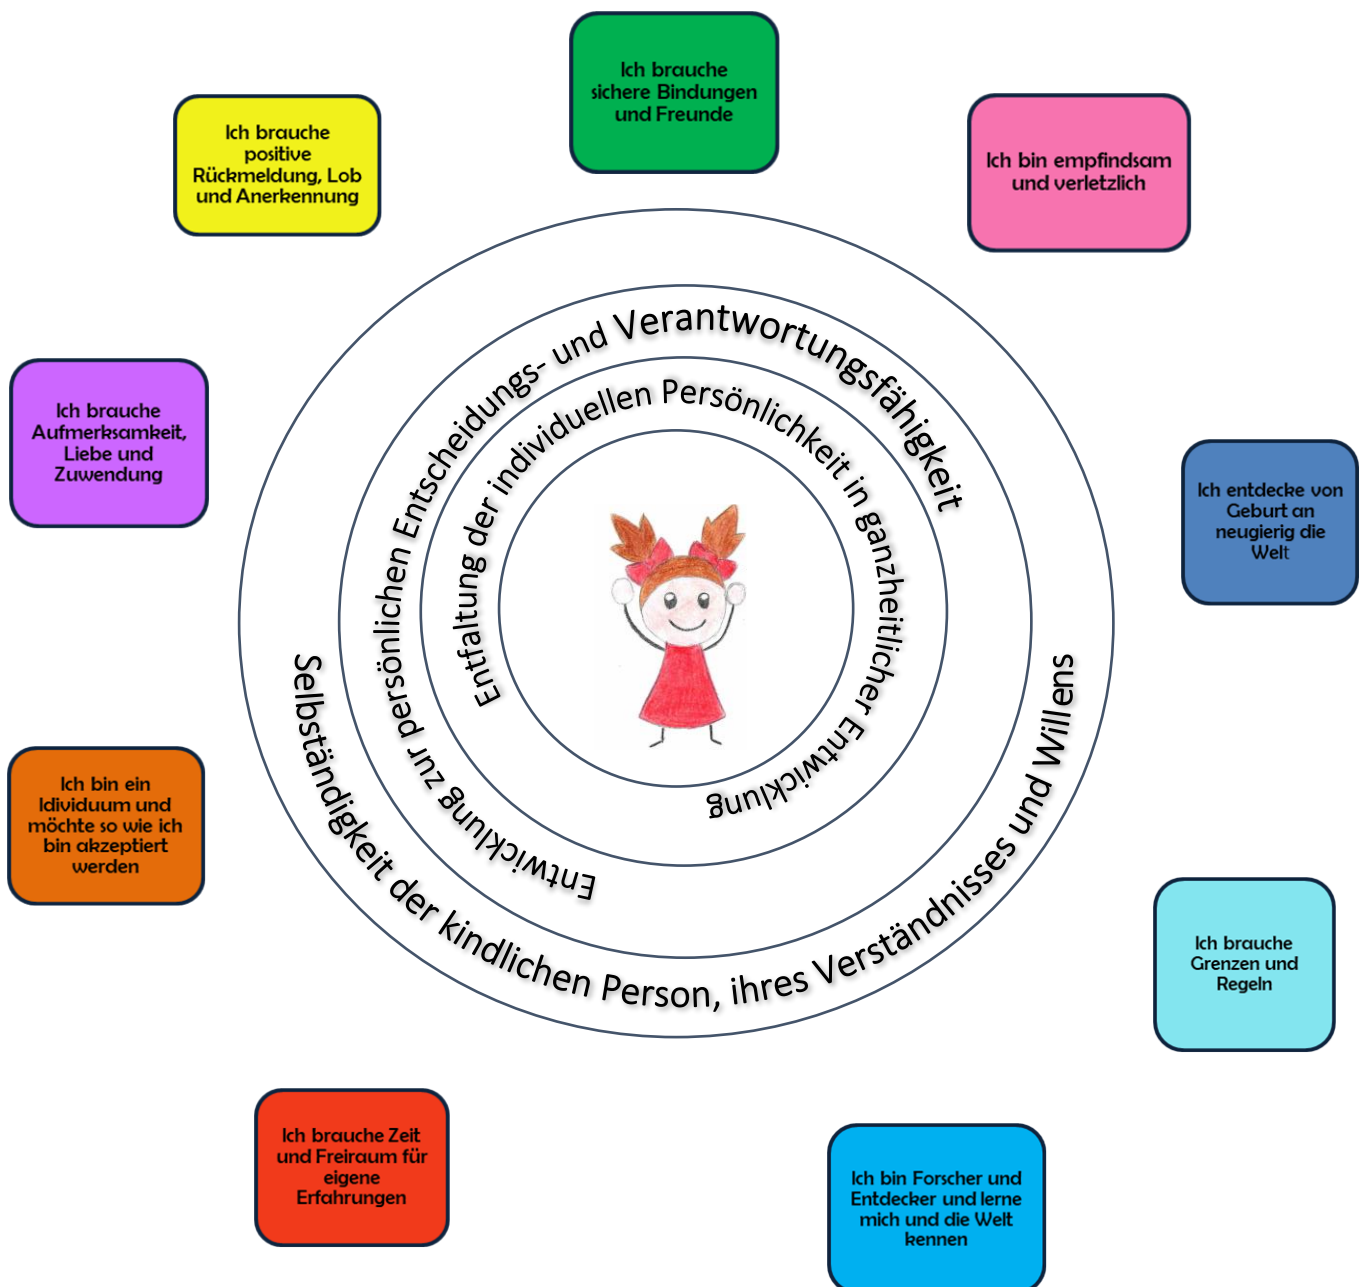 Ich brauche
sichere Bindungen
und Freunde
Ich brauche
positive
Rückmeldung, Lob
und Anerkennung
Ich bin empfindsam
und verletzlich
Ich brauche
Aufmerksamkeit,
Liebe und
Zuwendung
Ich entdecke von
Geburt an
neugierig die
Welt
Entwicklung zur persönlichen Entscheidungs- und Verantwortungsfähigkeit
Entfaltung der individuellen Persönlichkeit in ganzheitlicher Entwicklung
Selbständigkeit der kindlichen Person, ihres Verständnisses und Willens
Ich bin ein
Idividuum und
möchte so wie ich
bin akzeptiert
werden
Ich brauche
Grenzen und
Regeln
Ich brauche Zeit
und Freiraum für
eigene
Erfahrungen
Ich bin Forscher und
Entdecker und lerne
mich und die Welt
kennen